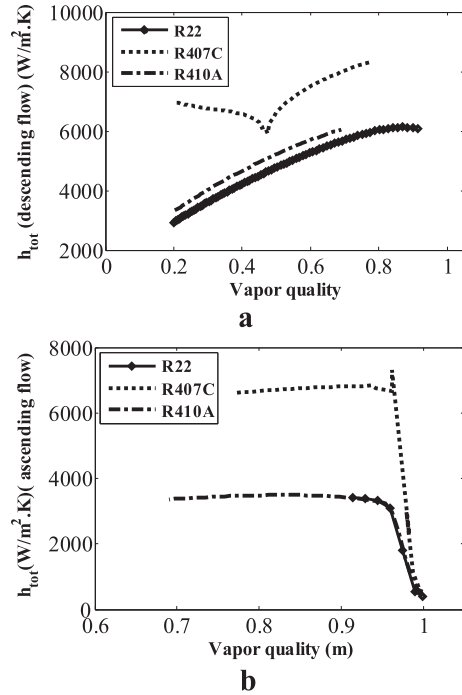 10000
8000
6000
4000
2000
0
0.2
0.4
0.6
0.8
1
h_tot (descending flow) (W/m².K)
Vapor quality
R22
R407C
R410A
a
8000
6000
4000
2000
0
0.6
0.7
0.8
0.9
1
h_tot(W/m².K)( ascending flow)
Vapor quality (m)
R22
R407C
R410A
b